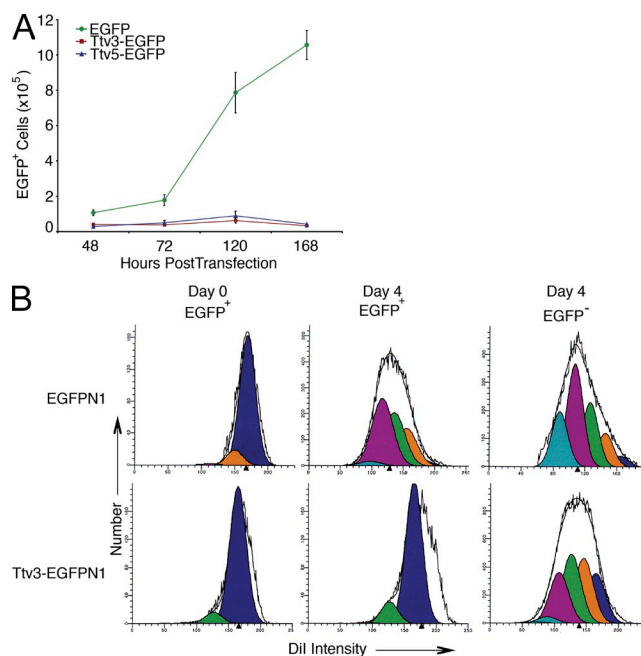 A
EGFP
Ttv3-EGFP
Ttv5-EGFP
EGFP+ Cells (x10^5)
12
10
8
6
4
2
0
48 72 120 168
Hours PostTransfection
B
Day 0 Day 4 Day 4
EGFP+ EGFP+ EGFP-
EGFPN1
Ttv3-EGFPN1
Number
DiI Intensity